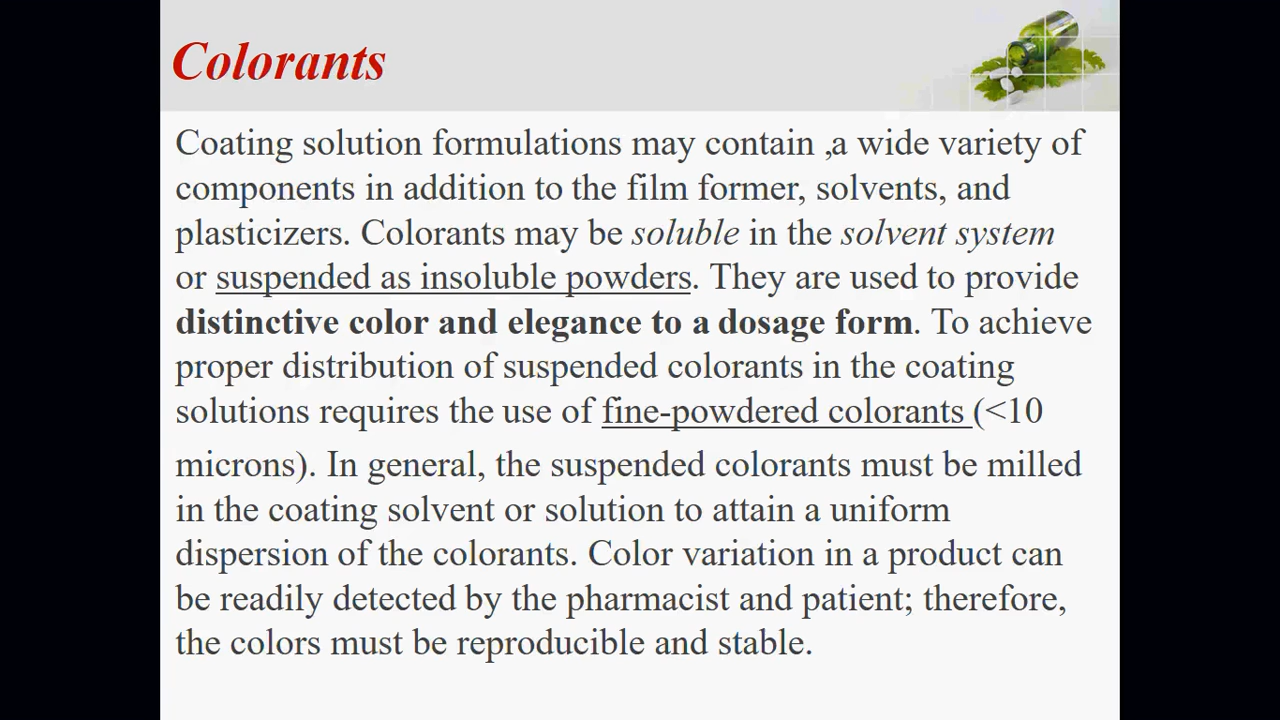 Colorants
Coating solution formulations may contain ,a wide variety of
components in addition to the film former, solvents, and
plasticizers. Colorants may be soluble in the solvent system
or suspended as insoluble powders. They are used to provide
distinctive color and elegance to a dosage form. To achieve
proper distribution of suspended colorants in the coating
solutions requires the use of fine-powdered colorants (<10
microns). In general, the suspended colorants must be milled
in the coating solvent or solution to attain a uniform
dispersion of the colorants. Color variation in a product can
be readily detected by the pharmacist and patient; therefore,
the colors must be reproducible and stable.